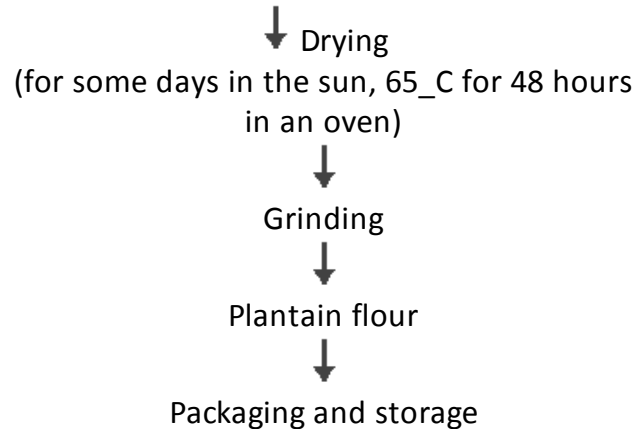 Drying
(for some days in the sun, 65_C for 48 hours
in an oven)
Grinding
Plantain flour
Packaging and storage